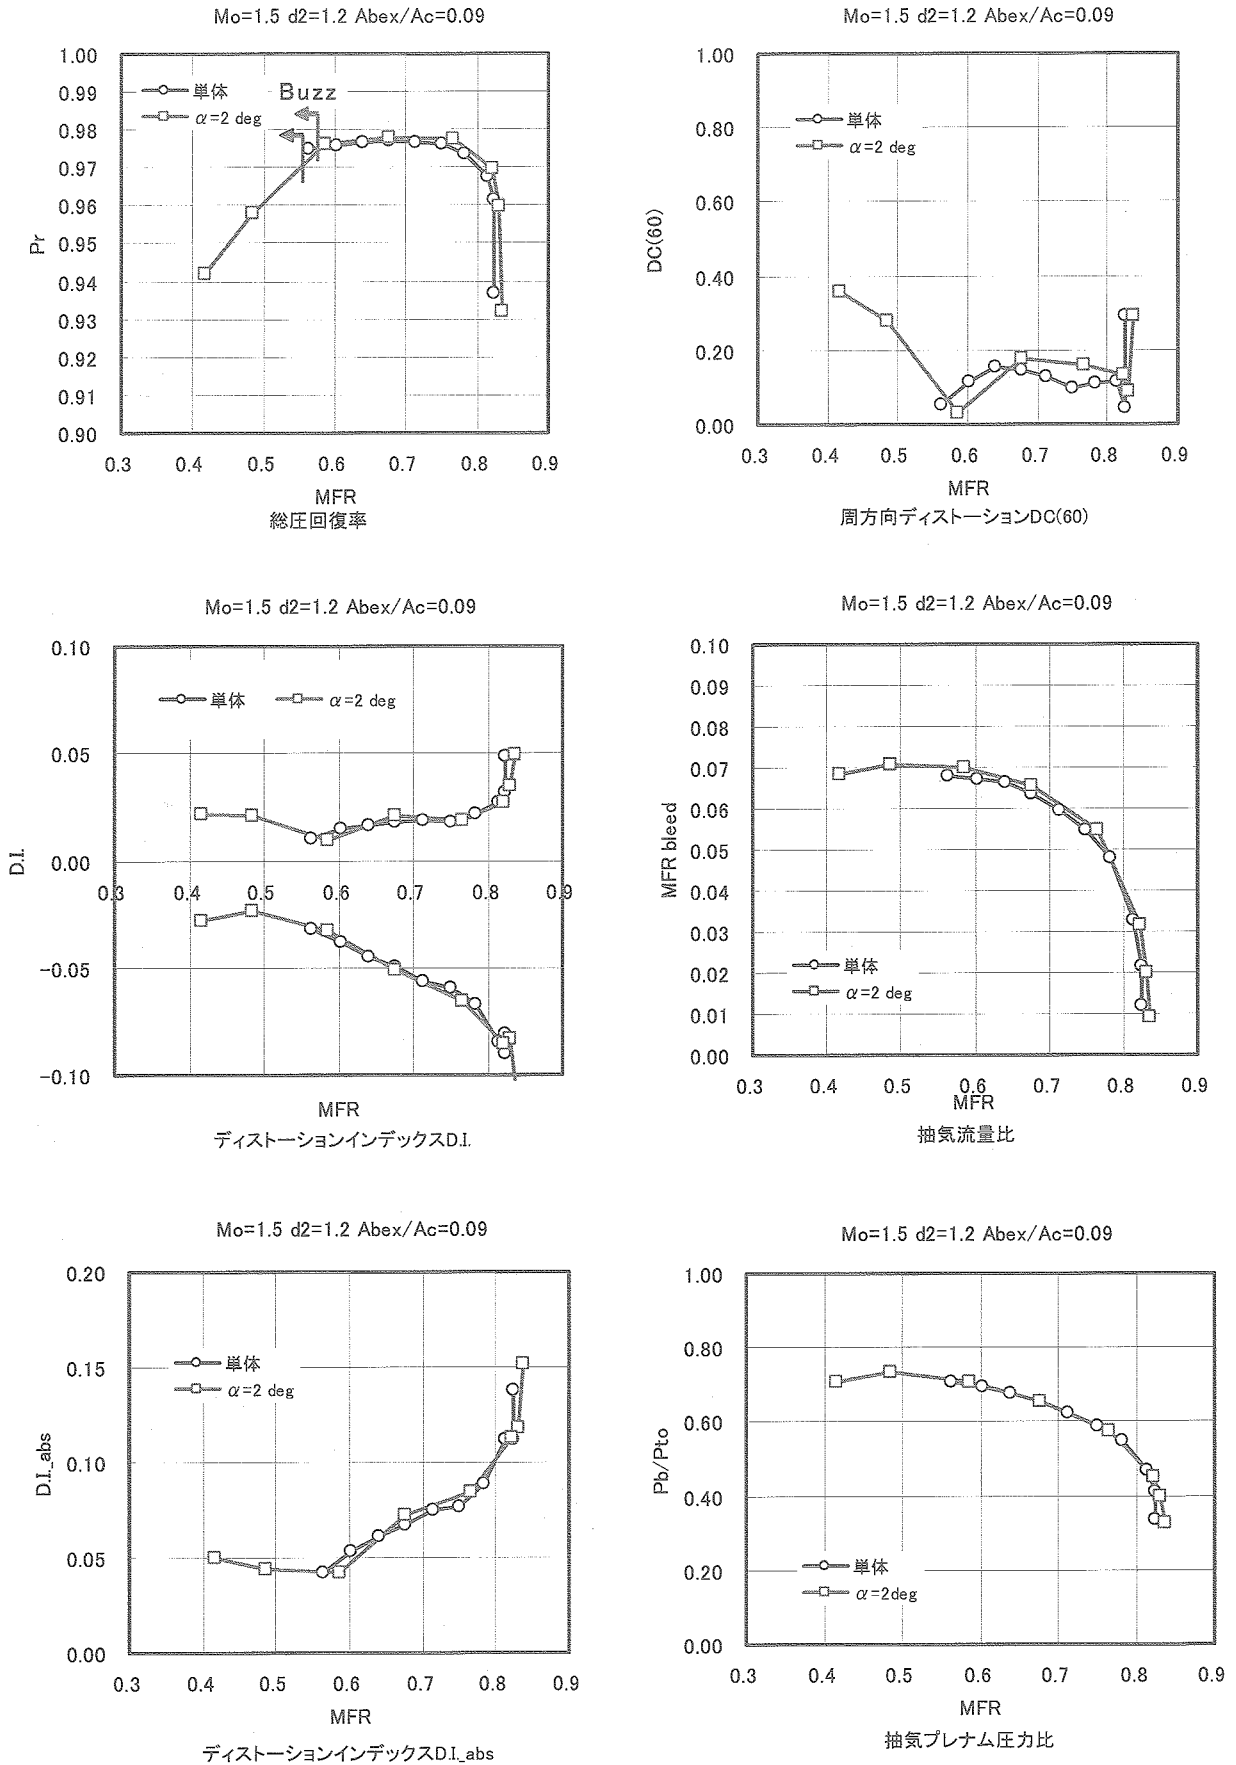 Mo=1.5 d2=1.2 Abex/Ac=0.09
1.00
0.99
0.98
0.97
0.96
0.95
0.94
0.93
0.92
0.91
0.90
Pr
単体
α=2 deg
Buzz
0.3 0.4 0.5 0.6 0.7 0.8 0.9
MFR
総圧回復率
Mo=1.5 d2=1.2 Abex/Ac=0.09
1.00
0.80
0.60
0.40
0.20
0.00
DC(60)
単体
α=2 deg
0.3 0.4 0.5 0.6 0.7 0.8 0.9
MFR
周方向ディストーションDC(60)
Mo=1.5 d2=1.2 Abex/Ac=0.09
0.10
0.05
0.00
-0.05
-0.10
D.I.
単体 α=2 deg
0.3 0.4 0.5 0.6 0.7 0.8 0.9
MFR
ディストーションインデックスD.I.
Mo=1.5 d2=1.2 Abex/Ac=0.09
0.10
0.09
0.08
0.07
0.06
0.05
0.04
0.03
0.02
0.01
0.00
MFR bleed
単体
α=2 deg
0.3 0.4 0.5 0.6 0.7 0.8 0.9
MFR
抽気流量比
Mo=1.5 d2=1.2 Abex/Ac=0.09
0.20
0.15
0.10
0.05
0.00
D.I._abs
単体
α=2 deg
0.3 0.4 0.5 0.6 0.7 0.8 0.9
MFR
ディストーションインデックスD.I._abs
Mo=1.5 d2=1.2 Abex/Ac=0.09
1.00
0.80
0.60
0.40
0.20
0.00
Pb/Pto
単体
α=2deg
0.3 0.4 0.5 0.6 0.7 0.8 0.9
MFR
抽気プレナム圧力比